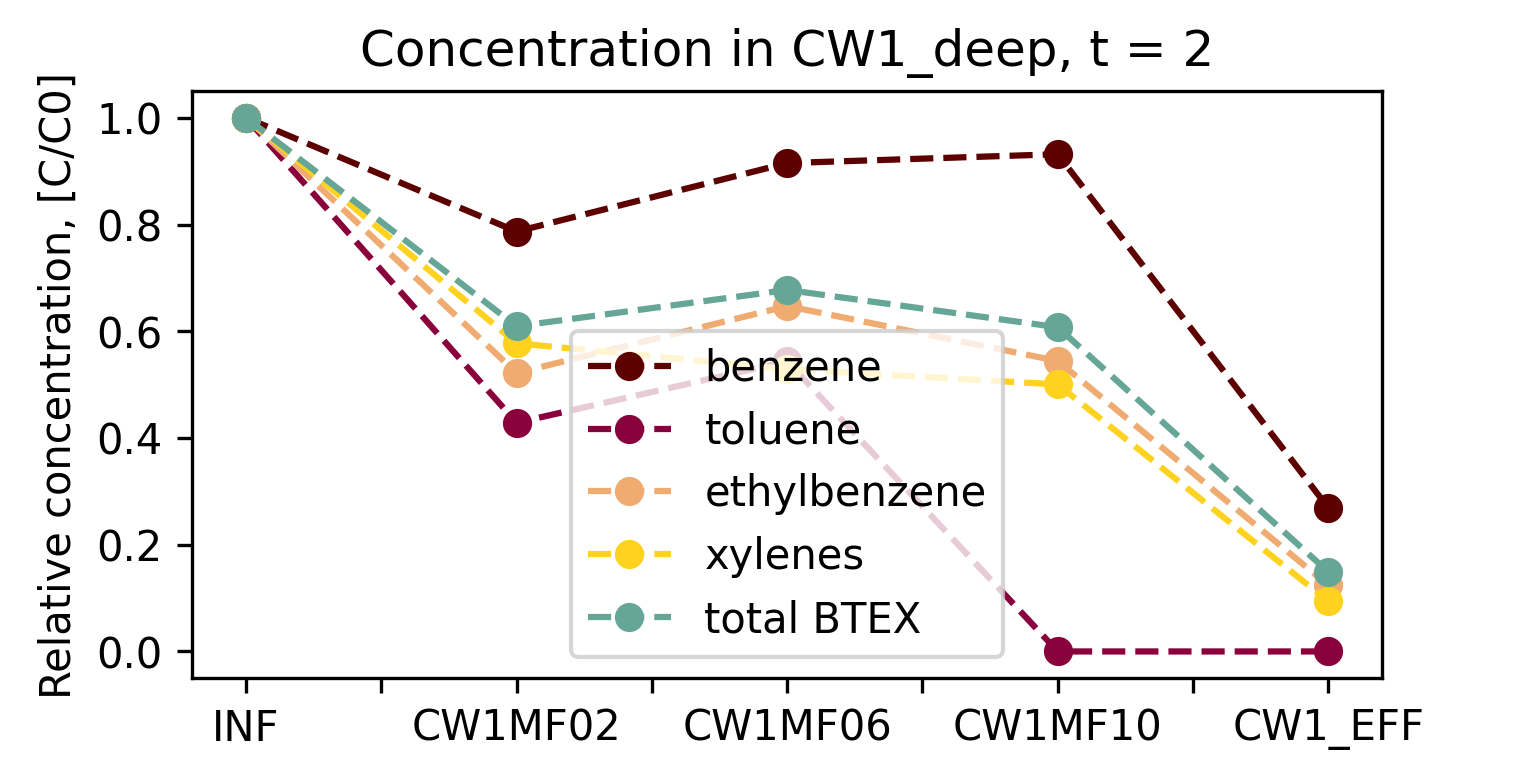 Concentration in CW1_deep, t = 2
Relative concentration, [C/C0]
1.0
0.8
0.6
0.4
0.2
0.0
benzene
toluene
ethylbenzene
xylenes
total BTEX
INF CW1MF02 CW1MF06 CW1MF10 CW1_EFF